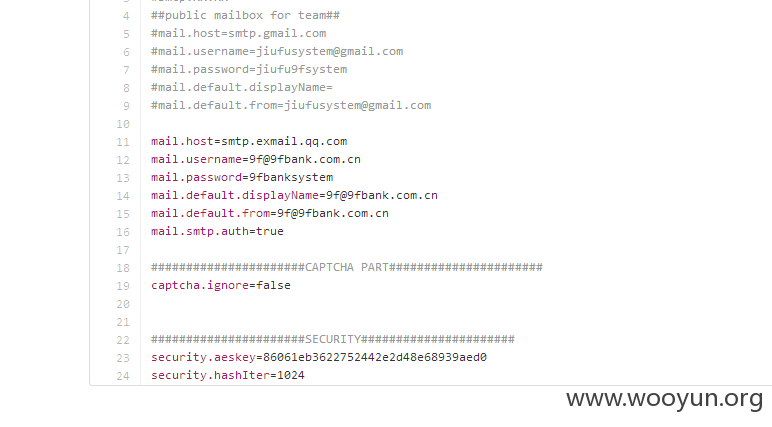 4 ##public mailbox for team##
5 #mail.host=smtp.gmail.com
6 #mail.username=jiufusystem@gmail.com
7 #mail.password=jiufu9fsystem
8 #mail.default.displayName=
9 #mail.default.from=jiufusystem@gmail.com
10
11 mail.host=smtp.exmail.qq.com
12 mail.username=9f@9fbank.com.cn
13 mail.password=9fbanksystem
14 mail.default.displayName=9f@9fbank.com.cn
15 mail.default.from=9f@9fbank.com.cn
16 mail.smtp.auth=true
17
18 ######################CAPTCHA PART######################
19 captcha.ignore=false
20
21
22 ######################SECURITY######################
23 security.aeskey=86061eb3622752442e2d48e68939aed0
24 security.hashIter=1024
www.wooyun.org